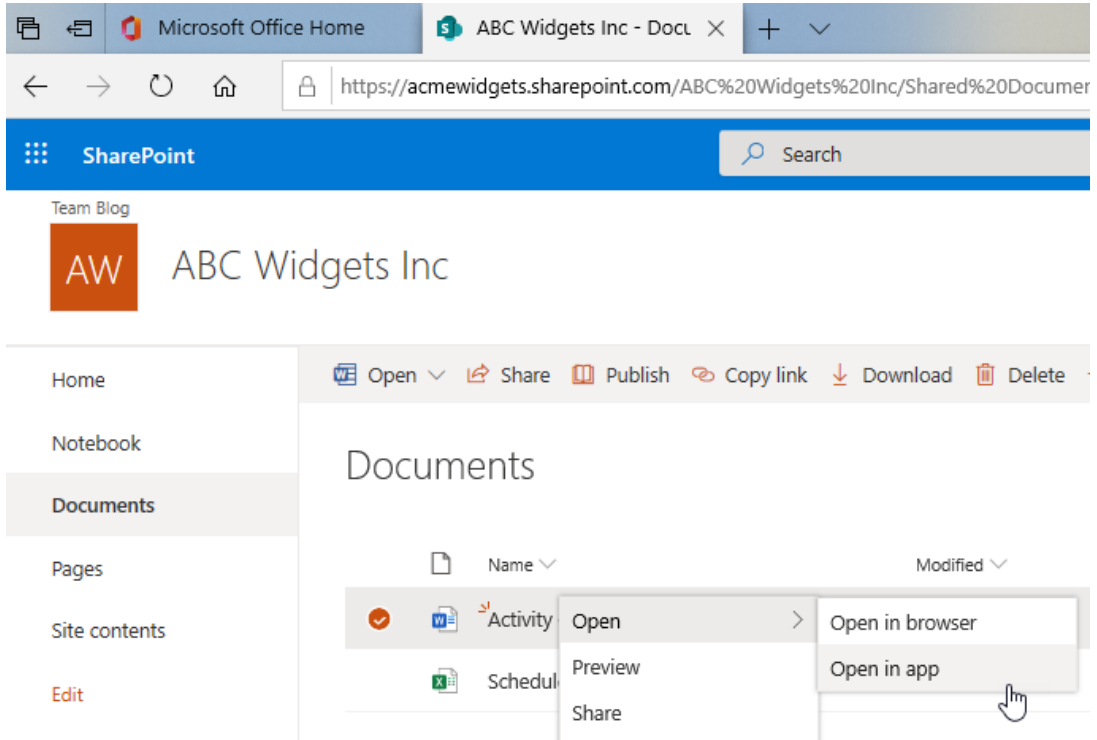 Microsoft Office Home
ABC Widgets Inc - Docu
https://acmewidgets.sharepoint.com/ABC%20Widgets%20Inc/Shared%20Documen
SharePoint
Search
Team Blog
AW
ABC Widgets Inc
Home
Open Share Publish Copy link Download Delete
Notebook
Documents
Documents
Pages
Name Modified
Site contents
Activity Open Open in browser
Preview Open in app
Edit
Schedul
Share